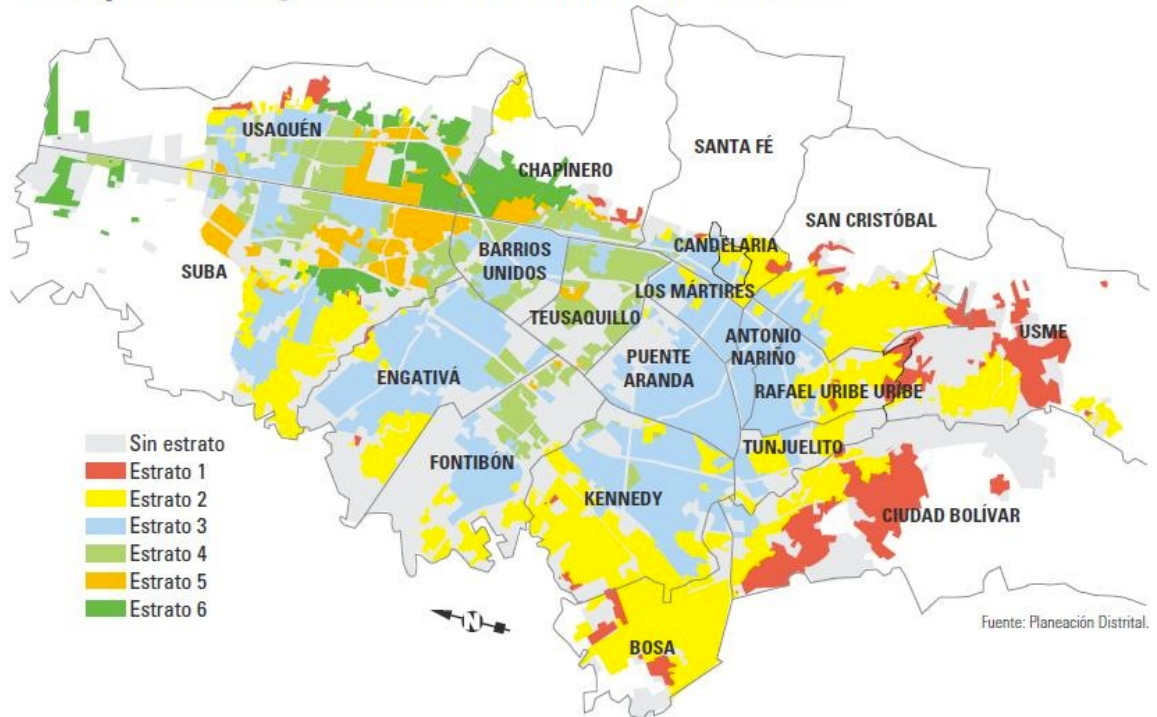 USAQUÉN
CHAPINERO
SANTA FÉ
SAN CRISTÓBAL
CANDELARIA
BARRIOS
UNIDOS
SUBA
LOS MÁRTIRES
TEUSAQUILLO
ANTONIO
NARIÑO
USME
PUENTE
ARANDA
ENGATIVÁ
RAFAEL URIBE URÍBE
TUNJUELITO
FONTIBÓN
KENNEDY
CIUDAD BOLÍVAR
BOSA
Sin estrato
Estrato 1
Estrato 2
Estrato 3
Estrato 4
Estrato 5
Estrato 6
N
Fuente: Planeación Distrital.